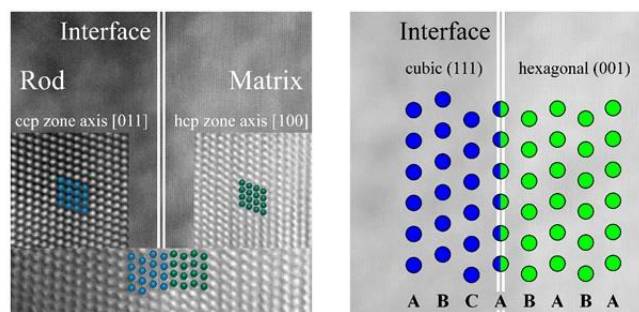 Interface
Rod
Matrix
ccp zone axis [011]
hcp zone axis [100]
Interface
cubic (111)
hexagonal (001)
A B C A B A B A